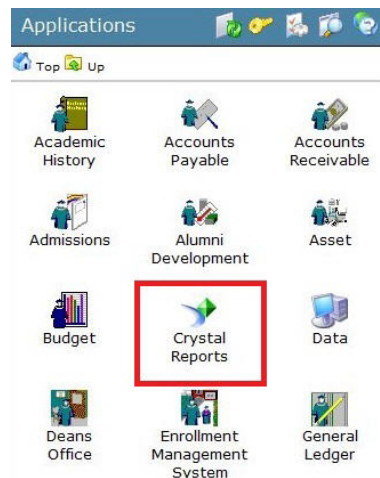 Applications
Top Up
Academic History
Accounts Payable
Accounts Receivable
Admissions
Alumni Development
Asset
Budget
Crystal Reports
Data
Deans Office
Enrollment Management System
General Ledger